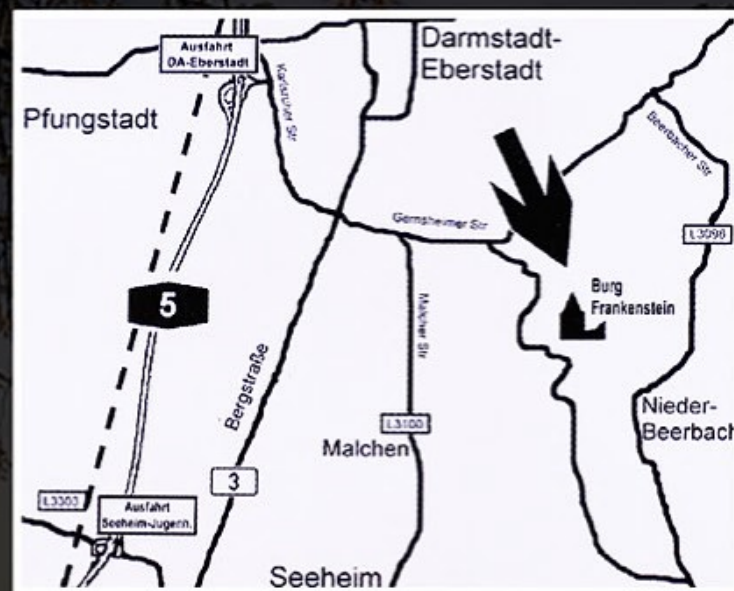 Ausfahrt
DA-Eberstadt
Darmstadt-
Eberstadt
Pfungstadt
Karlsruher Str
Beerbacher Str
Gernsheimer Str
L3098
5
Burg
Frankenstein
Malcher Str
Bergstraße
Nieder-
Beerbach
L3100
Malchen
3
L3303
Ausfahrt
Seeheim-Jugenh.
Seeheim